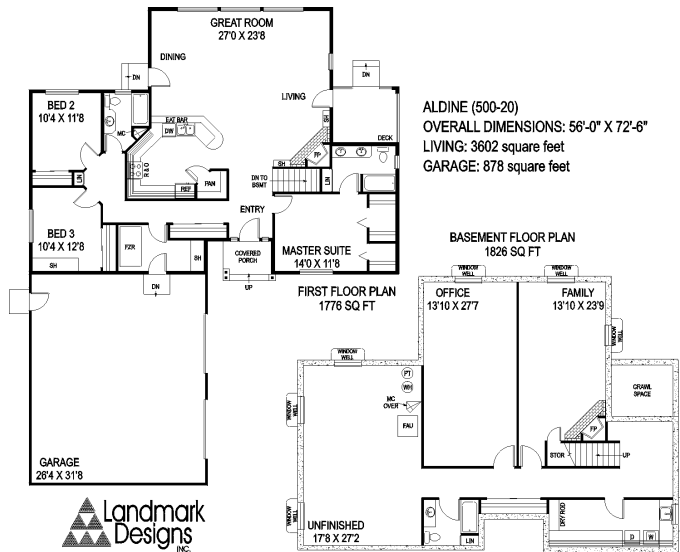 GREAT ROOM
27'0 X 23'8
DINING
DN
LIVING
DN
DECK
BED 2
10'4 X 11'8
MC
EAT BAR
DW
R & O
REF
PAN
SH
FP
SH
DN TO
BSMT
LIN
LIN
ENTRY
BED 3
10'4 X 12'8
SH
FZR
SH
DN
COVERED
PORCH
UP
MASTER SUITE
14'0 X 11'8
FIRST FLOOR PLAN
1776 SQ FT
GARAGE
26'4 X 31'8
ALDINE (500-20)
OVERALL DIMENSIONS: 56'-0" X 72'-6"
LIVING: 3602 square feet
GARAGE: 878 square feet
BASEMENT FLOOR PLAN
1826 SQ FT
WINDOW
WELL
WINDOW
WELL
OFFICE
13'10 X 27'7
FAMILY
13'10 X 23'9
WINDOW
WELL
WINDOW
WELL
PT
WH
MC
OVER
FAU
CRAWL
SPACE
WINDOW
WELL
FP
STOR
UP
WINDOW
WELL
UNFINISHED
17'8 X 27'2
LIN
DRY ROD
D
W
Landmark
Designs
INC.